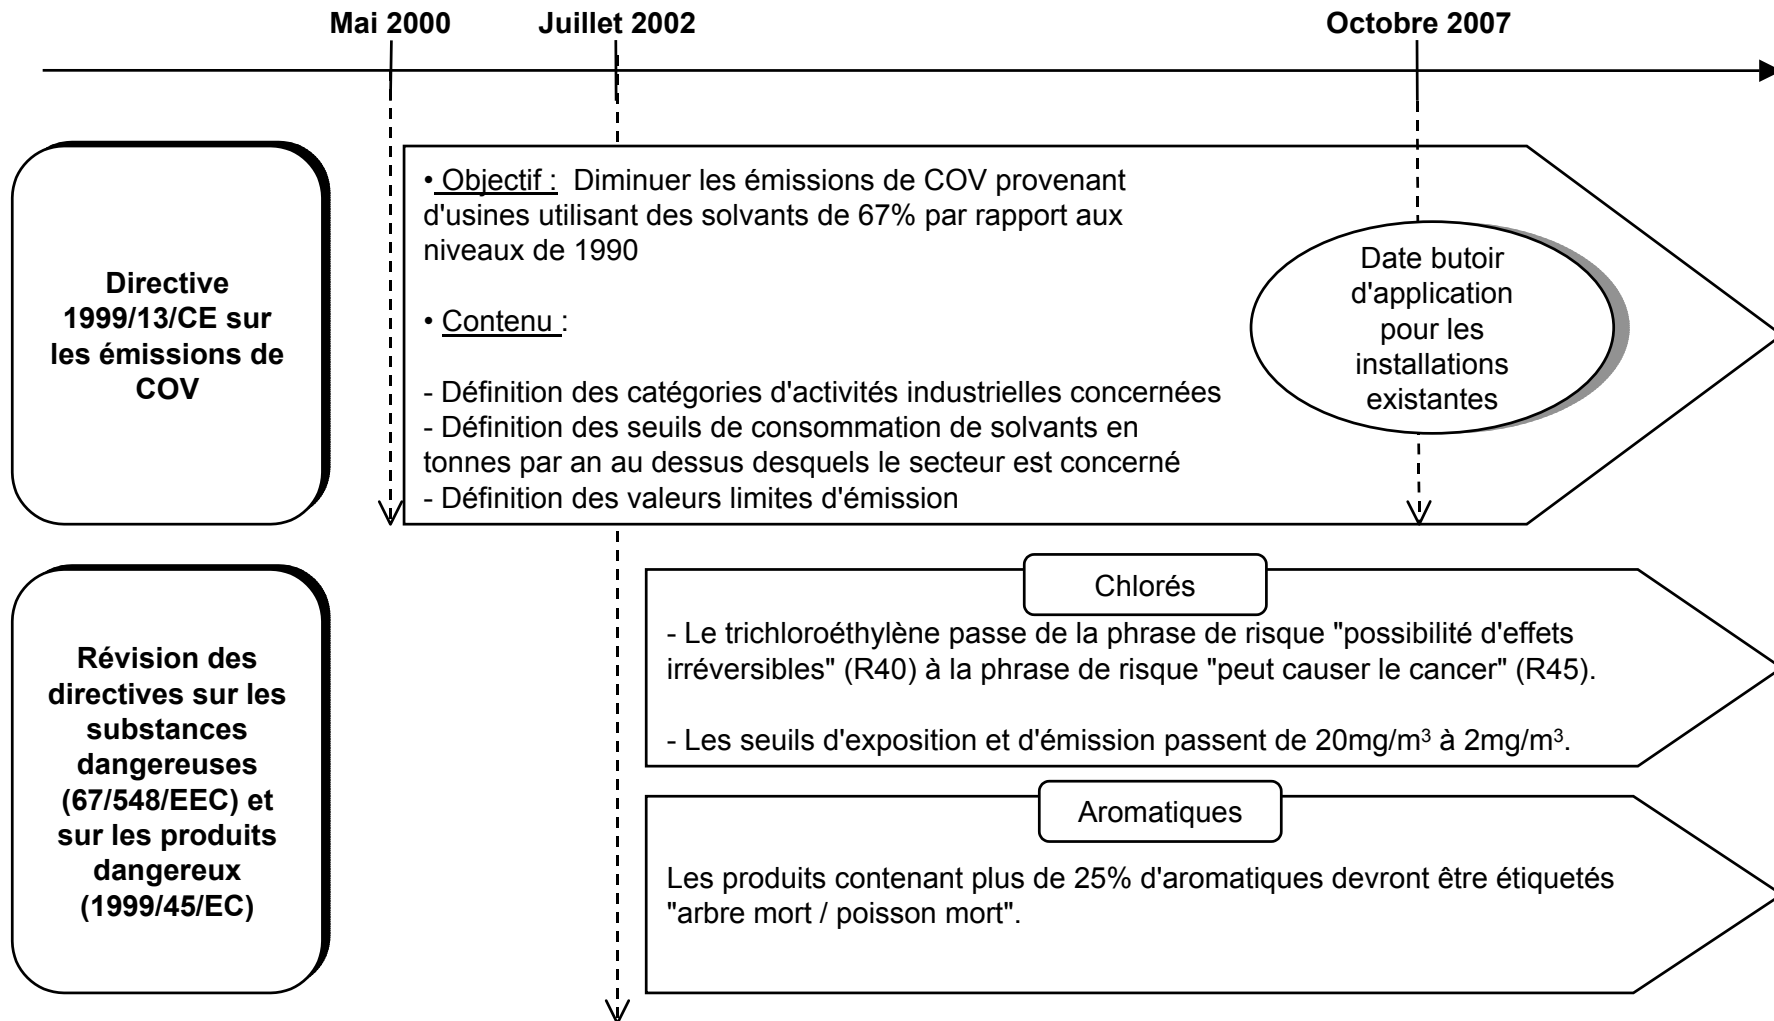 Mai 2000
Juillet 2002
Octobre 2007
Directive
1999/13/CE sur
les émissions de
COV
• Objectif :  Diminuer les émissions de COV provenant
d'usines utilisant des solvants de 67% par rapport aux
niveaux de 1990
• Contenu :
- Définition des catégories d'activités industrielles concernées
- Définition des seuils de consommation de solvants en
tonnes par an au dessus desquels le secteur est concerné
- Définition des valeurs limites d'émission
Date butoir
d'application
pour les
installations
existantes
Révision des
directives sur les
substances
dangereuses
(67/548/EEC) et
sur les produits
dangereux
(1999/45/EC)
Chlorés
- Le trichloroéthylène passe de la phrase de risque "possibilité d'effets
irréversibles" (R40) à la phrase de risque "peut causer le cancer" (R45).
- Les seuils d'exposition et d'émission passent de 20mg/m³ à 2mg/m³.
Aromatiques
Les produits contenant plus de 25% d'aromatiques devront être étiquetés
"arbre mort / poisson mort".